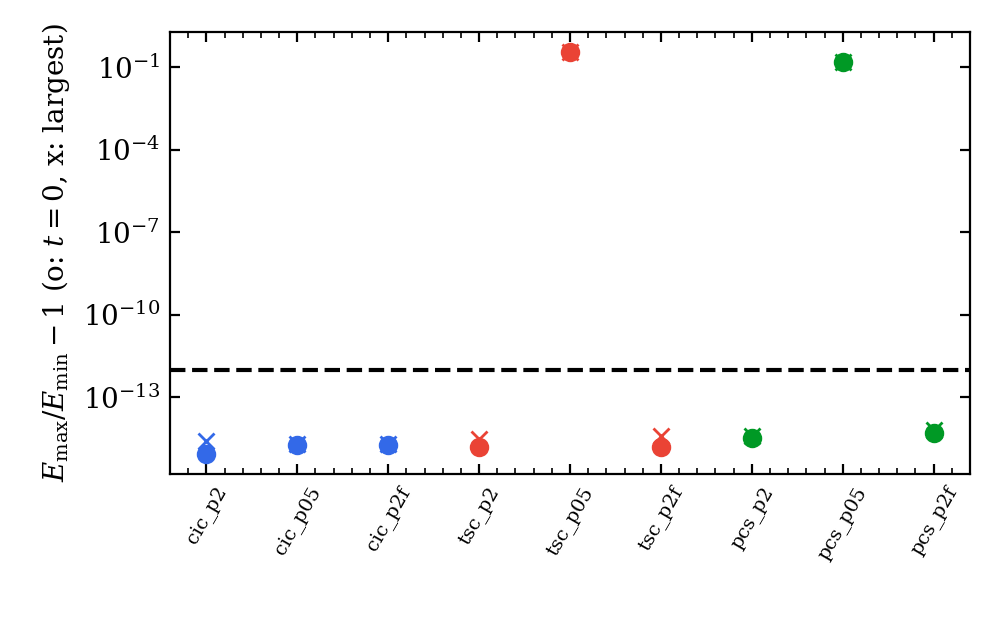 E_max/E_min − 1 (o: t = 0, x: largest)
10^−1
10^−4
10^−7
10^−10
10^−13
cic_p2
cic_p05
cic_p2f
tsc_p2
tsc_p05
tsc_p2f
pcs_p2
pcs_p05
pcs_p2f